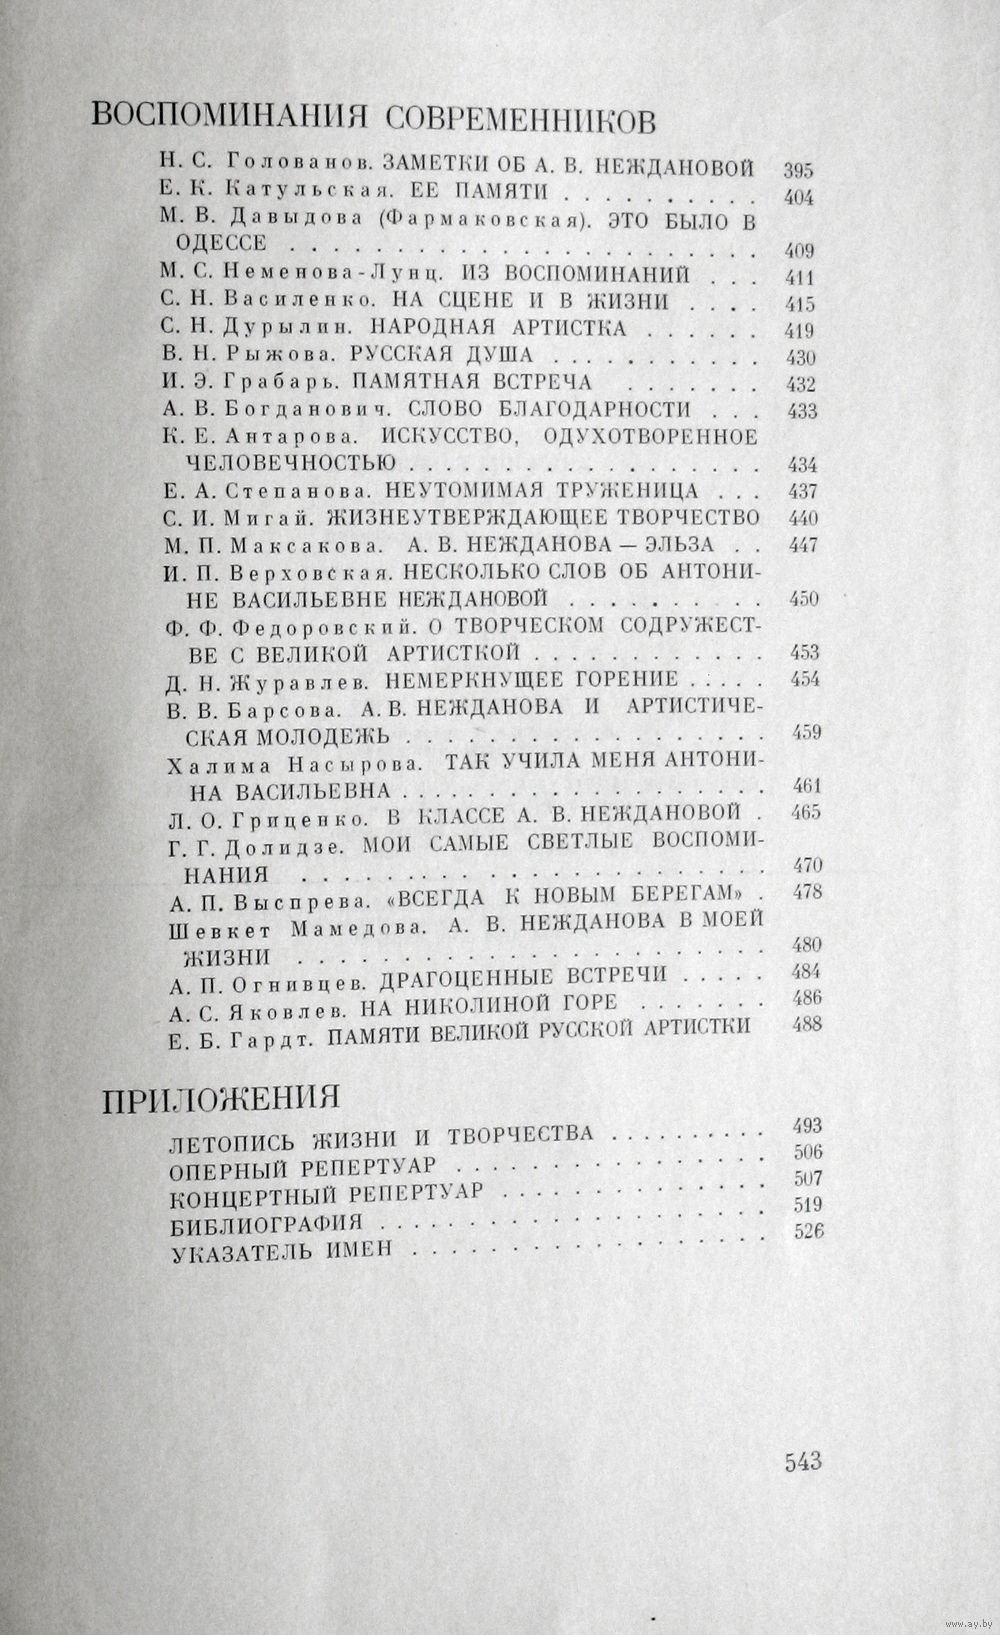 ВОСПОМИНАНИЯ СОВРЕМЕННИКОВ
Н. С. Голованов. ЗАМЕТКИ ОБ А. В. НЕЖДАНОВОЙ 395
Е. К. Катульская. ЕЕ ПАМЯТИ . . . . . . . . . . 404
М. В. Давыдова (Фармаковская). ЭТО БЫЛО В
ОДЕССЕ . . . . . . . . . . . . . . . . . . . . . 409
М. С. Неменова-Лунц. ИЗ ВОСПОМИНАНИЙ . . . 411
С. Н. Василенко. НА СЦЕНЕ И В ЖИЗНИ . . . . 415
С. Н. Дурылин. НАРОДНАЯ АРТИСТКА . . . . . . 419
В. Н. Рыжова. РУССКАЯ ДУША . . . . . . . . . . . 430
И. Э. Грабарь. ПАМЯТНАЯ ВСТРЕЧА . . . . . . . 432
А. В. Богданович. СЛОВО БЛАГОДАРНОСТИ . . . 433
К. Е. Антарова. ИСКУССТВО, ОДУХОТВОРЕННОЕ
ЧЕЛОВЕЧНОСТЬЮ . . . . . . . . . . . . . . . . . 434
Е. А. Степанова. НЕУТОМИМАЯ ТРУЖЕНИЦА . . . 437
С. И. Мигай. ЖИЗНЕУТВЕРЖДАЮЩЕЕ ТВОРЧЕСТВО 440
М. П. Максакова. А. В. НЕЖДАНОВА — ЭЛЬЗА . . 447
И. П. Верховская. НЕСКОЛЬКО СЛОВ ОБ АНТОНИ-
НЕ ВАСИЛЬЕВНЕ НЕЖДАНОВОЙ . . . . . . . . . 450
Ф. Ф. Федоровский. О ТВОРЧЕСКОМ СОДРУЖЕСТ-
ВЕ С ВЕЛИКОЙ АРТИСТКОЙ . . . . . . . . . . . . 453
Д. Н. Журавлев. НЕМЕРКНУЩЕЕ ГОРЕНИЕ . . . . . 454
В. В. Барсова. А. В. НЕЖДАНОВА И АРТИСТИЧЕ-
СКАЯ МОЛОДЕЖЬ . . . . . . . . . . . . . . . . . . 459
Халима Насырова. ТАК УЧИЛА МЕНЯ АНТОНИ-
НА ВАСИЛЬЕВНА . . . . . . . . . . . . . . . . . . 461
Л. О. Гриценко. В КЛАССЕ А. В. НЕЖДАНОВОЙ . 465
Г. Г. Долидзе. МОИ САМЫЕ СВЕТЛЫЕ ВОСПОМИ-
НАНИЯ . . . . . . . . . . . . . . . . . . . . . . 470
А. П. Выспрева. «ВСЕГДА К НОВЫМ БЕРЕГАМ» . 478
Шевкет Мамедова. А. В. НЕЖДАНОВА В МОЕЙ
ЖИЗНИ . . . . . . . . . . . . . . . . . . . . . . 480
А. П. Огнивцев. ДРАГОЦЕННЫЕ ВСТРЕЧИ . . . . . 484
А. С. Яковлев. НА НИКОЛИНОЙ ГОРЕ . . . . . . . 486
Е. Б. Гардт. ПАМЯТИ ВЕЛИКОЙ РУССКОЙ АРТИСТКИ 488
ПРИЛОЖЕНИЯ
ЛЕТОПИСЬ ЖИЗНИ И ТВОРЧЕСТВА . . . . . . . . . . 493
ОПЕРНЫЙ РЕПЕРТУАР . . . . . . . . . . . . . . . . 506
КОНЦЕРТНЫЙ РЕПЕРТУАР . . . . . . . . . . . . . . 507
БИБЛИОГРАФИЯ . . . . . . . . . . . . . . . . . . . . 519
УКАЗАТЕЛЬ ИМЕН . . . . . . . . . . . . . . . . . . 526
543
www.ay.by